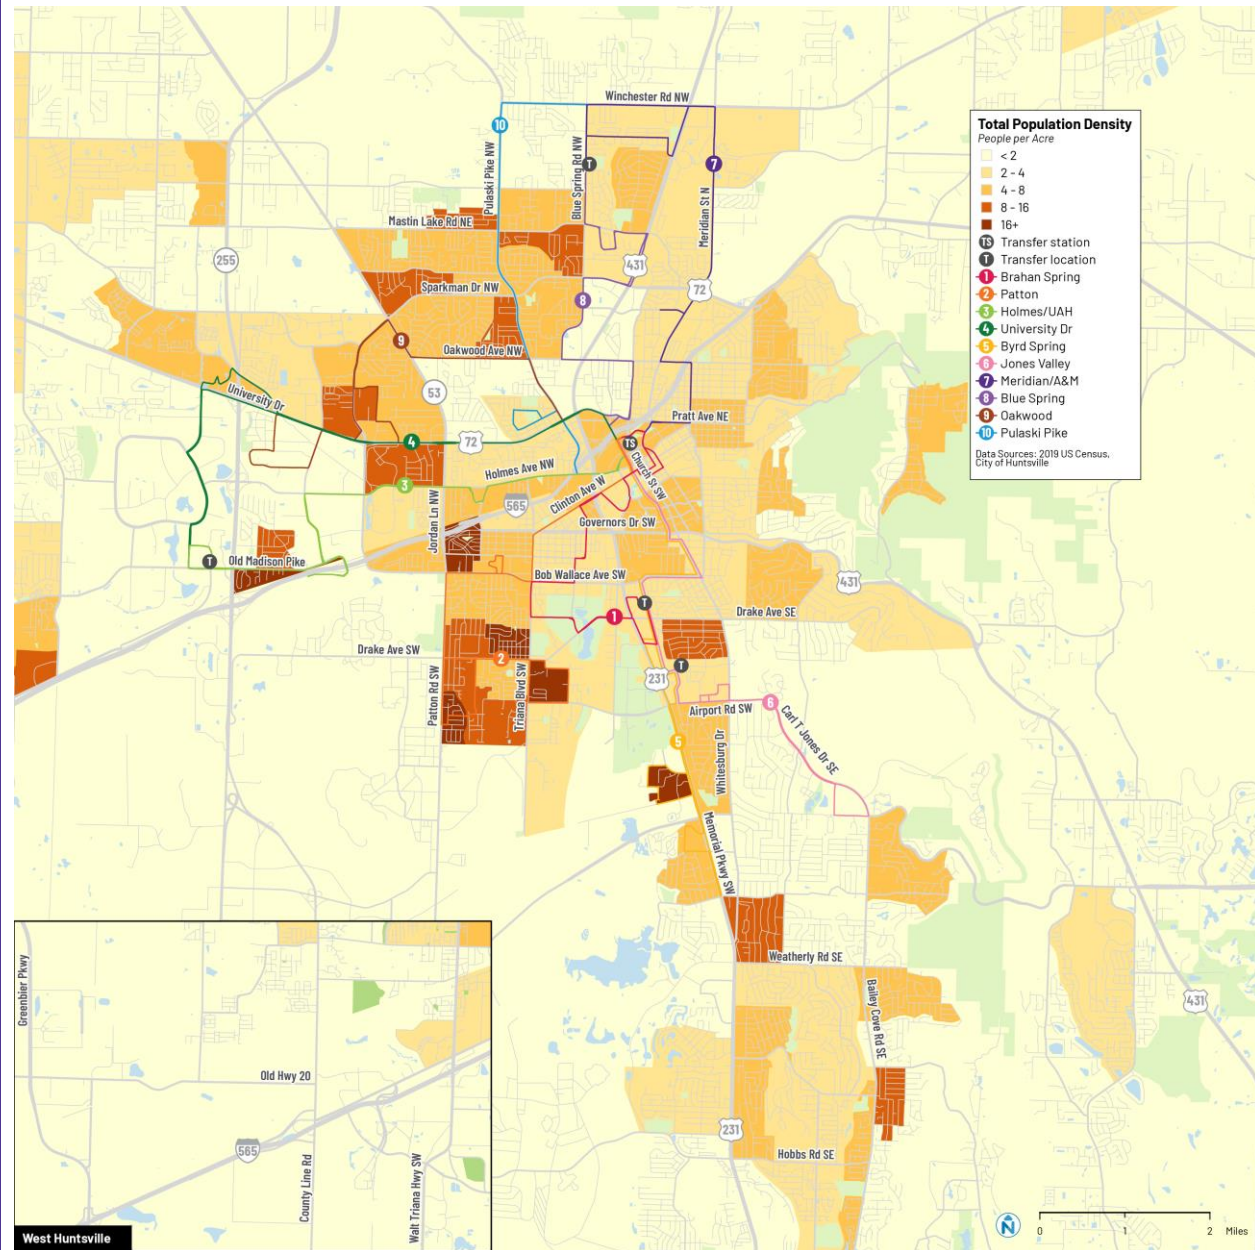 Winchester Rd NW
10
Pulaski Pike NW
Blue Spring Rd NW
T
7
Meridian St N
Mastin Lake Rd NE
255
431
72
Sparkman Dr NW
8
9
Oakwood Ave NW
University Dr
53
Pratt Ave NE
4
72
TS
Church St SW
Holmes Ave NW
3
Clinton Ave W
565
Governors Dr SW
Jordan Ln NW
T
Old Madison Pike
Bob Wallace Ave SW
431
T
1
Drake Ave SE
Drake Ave SW
2
T
231
Patton Rd SW
Triana Blvd SW
Airport Rd SW
6
Carl T Jones Dr SE
5
Whitesburg Dr
Memorial Pkwy SW
Weatherly Rd SE
Bailey Cove Rd SE
431
231
Hobbs Rd SE
Total Population Density
People per Acre
< 2
2 - 4
4 - 8
8 - 16
16+
TS Transfer station
T Transfer location
1 Brahan Spring
2 Patton
3 Holmes/UAH
4 University Dr
5 Byrd Spring
6 Jones Valley
7 Meridian/A&M
8 Blue Spring
9 Oakwood
10 Pulaski Pike
Data Sources: 2019 US Census,
City of Huntsville
Greenbier Pkwy
Old Hwy 20
565
County Line Rd
Walt Triana Hwy SW
West Huntsville
N
0 1 2 Miles